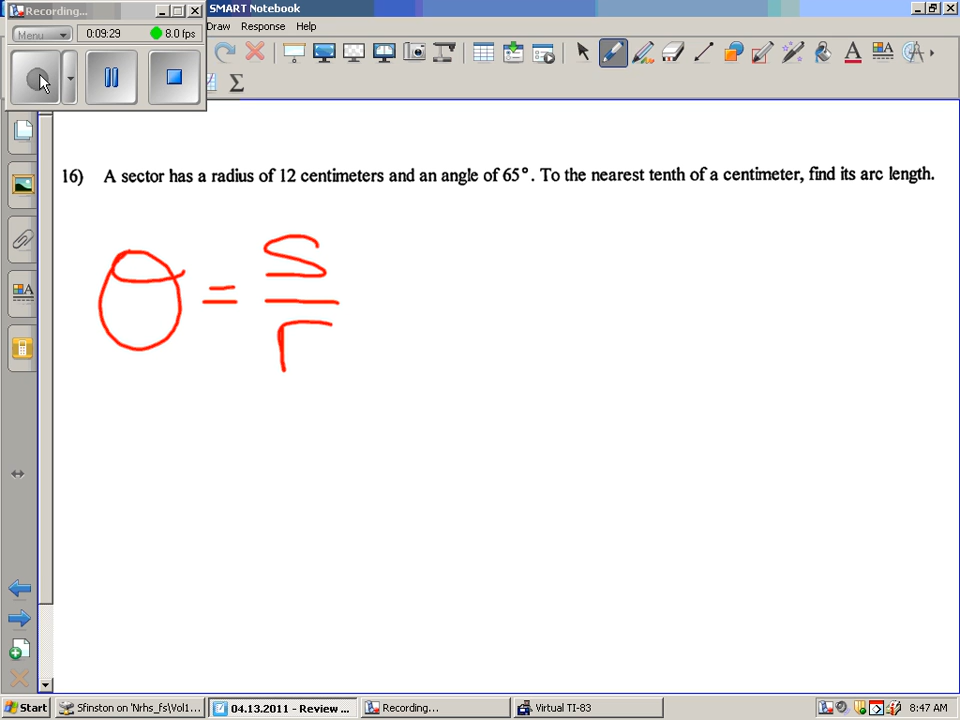 Recording...
SMART Notebook
Menu
0:09:29
8.0 fps
Draw Response Help
Σ
A
16) A sector has a radius of 12 centimeters and an angle of 65°. To the nearest tenth of a centimeter, find its arc length.
θ = s/r
Start
Sfinston on 'Nrhs_fs\Vol1...
04.13.2011 - Review ...
Recording...
Virtual TI-83
8:47 AM